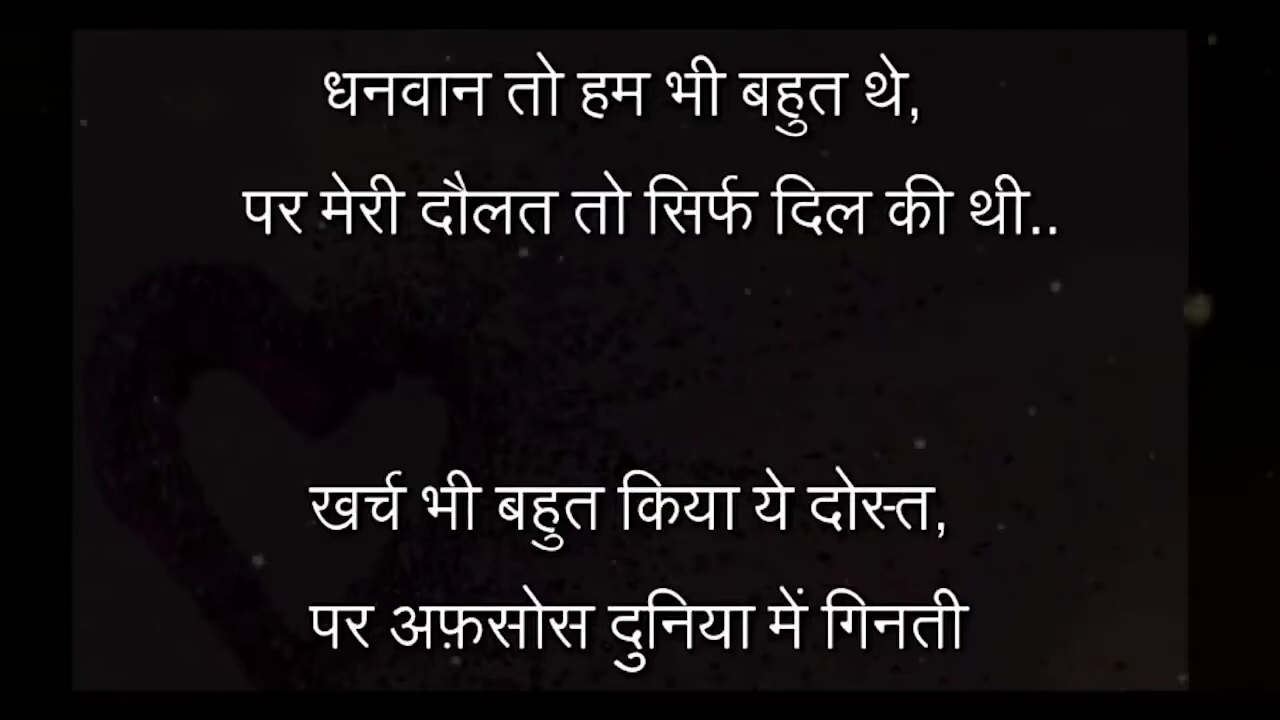 धनवान तो हम भी बहुत थे,
पर मेरी दौलत तो सिर्फ दिल की थी..
खर्च भी बहुत किया ये दोस्त,
पर अफ़सोस दुनिया में गिनती